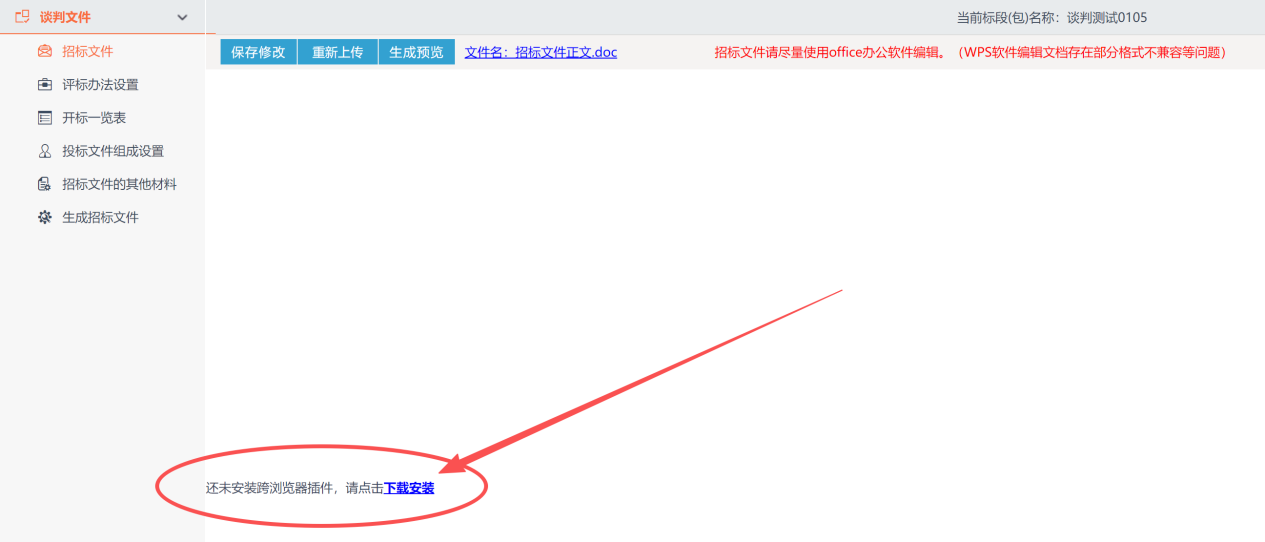 谈判文件
当前标段(包)名称：谈判测试0105
招标文件
保存修改 重新上传 生成预览 文件名：招标文件正文.doc 招标文件请尽量使用office办公软件编辑。（WPS软件编辑文档存在部分格式不兼容等问题）
评标办法设置
开标一览表
投标文件组成设置
招标文件的其他材料
生成招标文件
还未安装跨浏览器插件，请点击下载安装